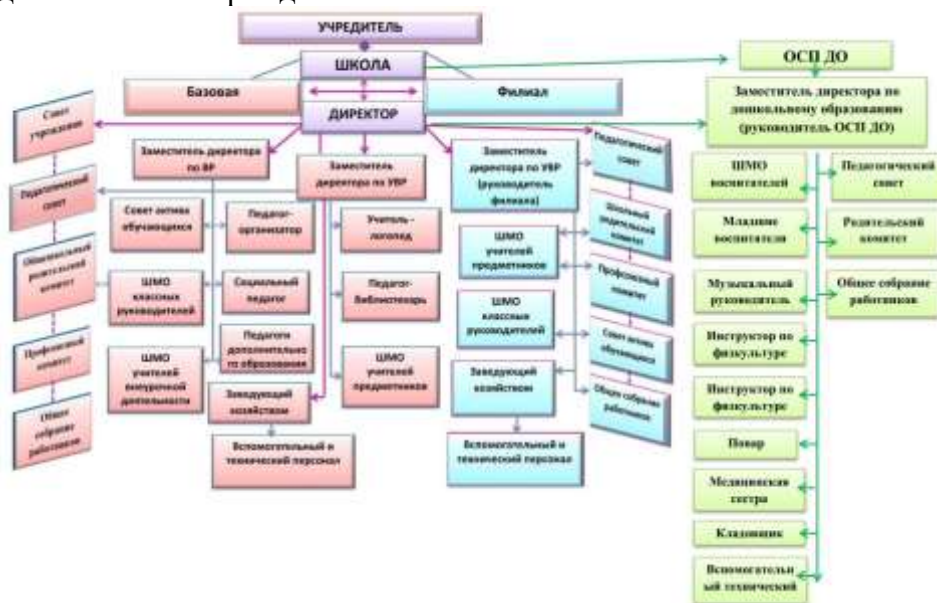 УЧРЕДИТЕЛЬ
ШКОЛА
Базовая
Филиал
ДИРЕКТОР
ОСП ДО
Заместитель директора по
дошкольному образованию
(руководитель ОСП ДО)
Совет
учреждения
Педагогический
совет
Общешкольный
родительский
комитет
Профсоюзный
комитет
Общее
собрание
работников
Заместитель директора
по ВР
Заместитель
директора по УВР
Совет актива
обучающихся
Педагог-
организатор
Учитель -
логопед
ШМО
классных
руководителей
Социальный
педагог
Педагог-
библиотекарь
ШМО
учителей
внеурочной
деятельности
Педагоги
дополнительно
го образования
ШМО
учителей
предметников
Заведующий
хозяйством
Вспомогательный и
технический персонал
Заместитель
директора по УВР
(руководитель
филиала)
ШМО
учителей
предметников
ШМО
классных
руководителей
Заведующий
хозяйством
Вспомогательный и
технический персонал
Педагогический
совет
Школьный
родительский
комитет
Профсоюзный
комитет
Совет актива
обучающихся
Общее собрание
работников
ШМО
воспитателей
Педагогический
совет
Младшие
воспитатели
Родительский
комитет
Музыкальный
руководитель
Общее собрание
работников
Инструктор по
физкультуре
Инструктор по
физкультуре
Повар
Медицинская
сестра
Кладовщик
Вспомогательн
ый технический